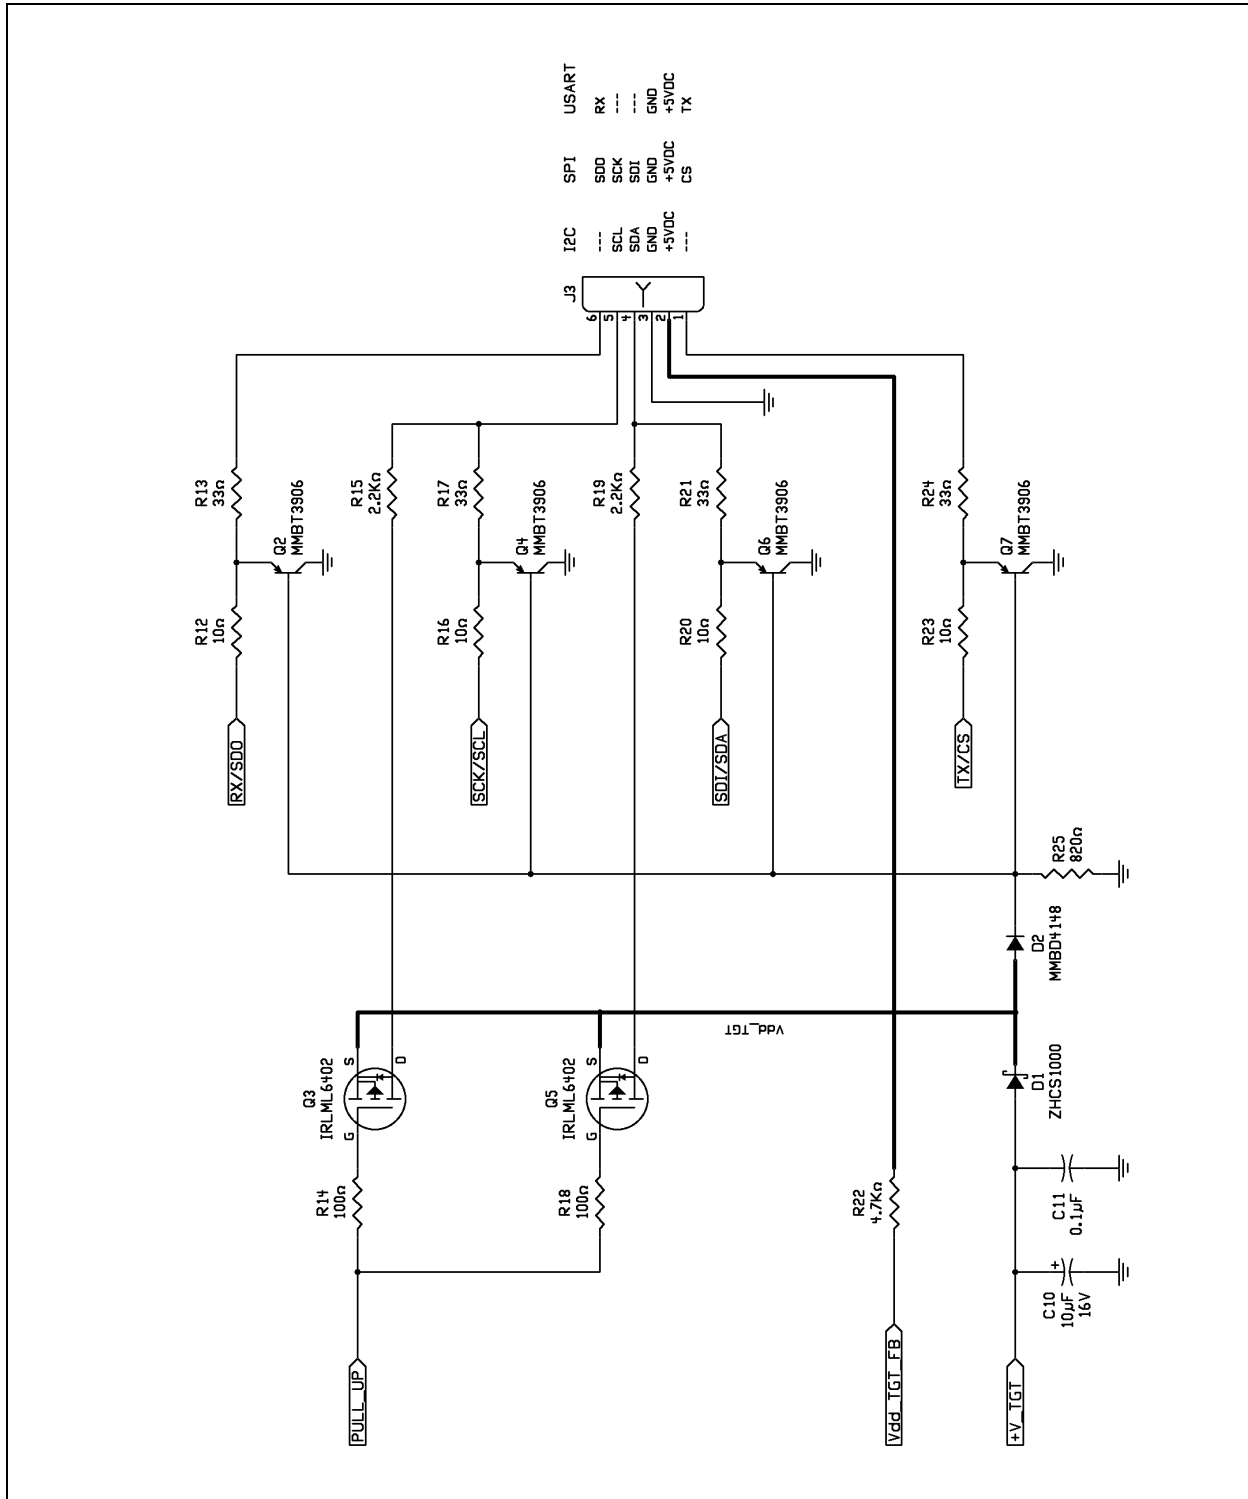 I2C SPI USART
--- SDO RX
SCL SCK ---
SDA SDI ---
GND GND GND
+5VDC +5VDC +5VDC
--- CS TX
J3
6
5
4
3
2
1
RX/SDO
R12
10Ω
R13
33Ω
Q2
MMBT3906
R15
2.2KΩ
SCK/SCL
R16
10Ω
R17
33Ω
Q4
MMBT3906
R19
2.2KΩ
SDI/SDA
R20
10Ω
R21
33Ω
Q6
MMBT3906
TX/CS
R23
10Ω
R24
33Ω
Q7
MMBT3906
R25
820Ω
D2
MMBD4148
Vdd_TGT
PULL_UP
R14
100Ω
Q3
IRLML6402
G
S
D
R18
100Ω
Q5
IRLML6402
G
S
D
Vdd_TGT_FB
R22
4.7KΩ
+V_TGT
C10
10µF
16V
+
C11
0.1µF
D1
ZHCS1000